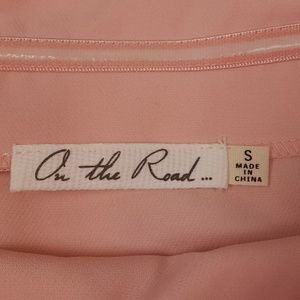 On the Road...
S
MADE
IN
CHINA